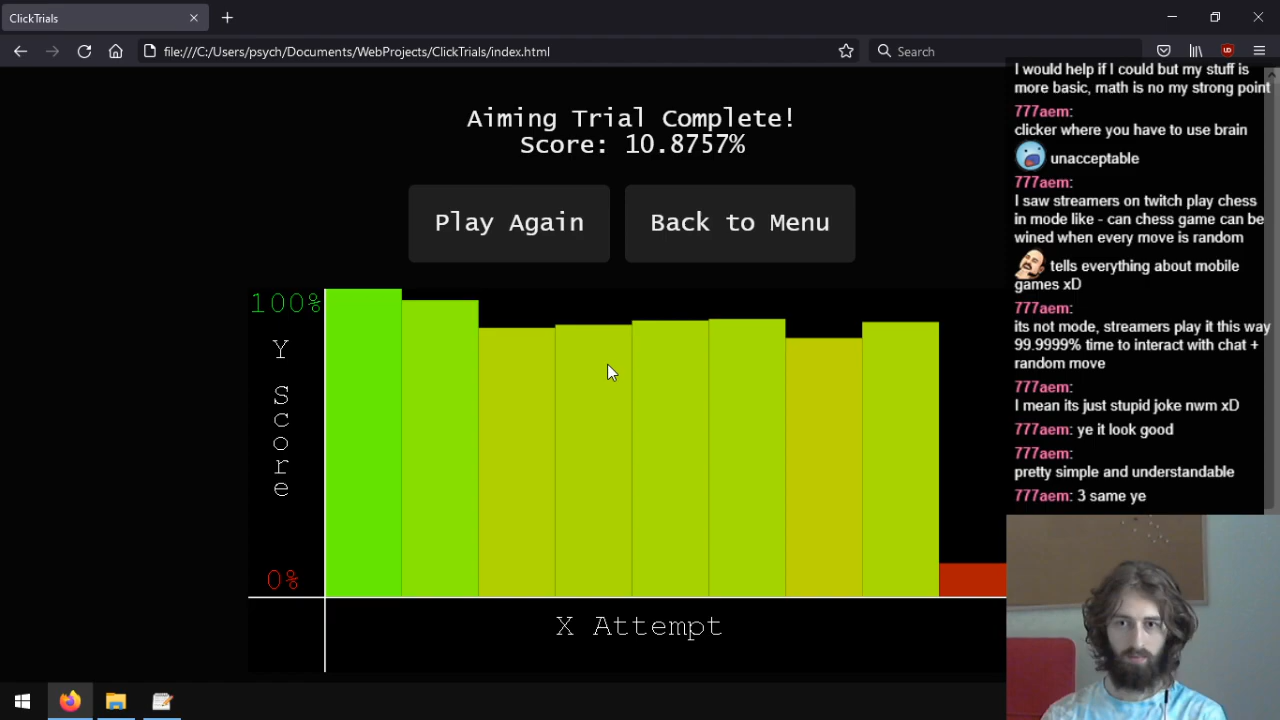 ClickTrials
file:///C:/Users/psych/Documents/WebProjects/ClickTrials/index.html
Search
Aiming Trial Complete!
Score: 10.8757%
Play Again
Back to Menu
100%
Y Score
0%
X Attempt
I would help if I could but my stuff is
more basic, math is no my strong point
777aem:
clicker where you have to use brain
unacceptable
777aem:
I saw streamers on twitch play chess
in mode like - can chess game can be
wined when every move is random
tells everything about mobile
games xD
777aem:
its not mode, streamers play it this way
99.9999% time to interact with chat +
random move
777aem:
I mean its just stupid joke nwm xD
777aem: ye it look good
777aem:
pretty simple and understandable
777aem: 3 same ye